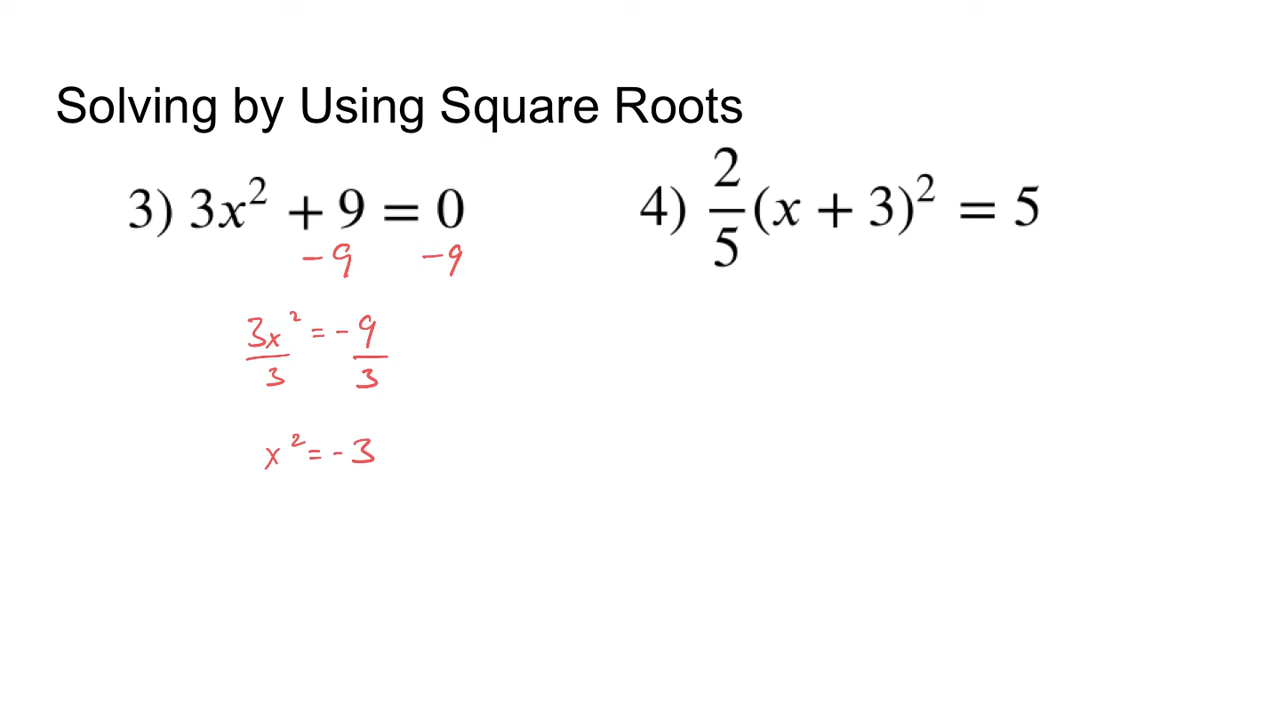 Solving by Using Square Roots
3) 3x² + 9 = 0
-9 -9
3x² = -9
3 3
x² = -3
4) 2/5(x + 3)² = 5